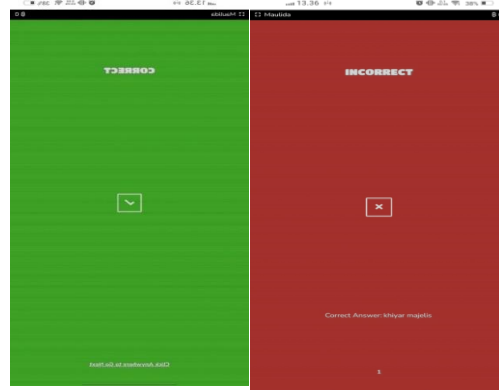 Maulida
CORRECT
Click Anywhere to Go Next
13.36
38%
Maulida
INCORRECT
Correct Answer: khiyar majelis